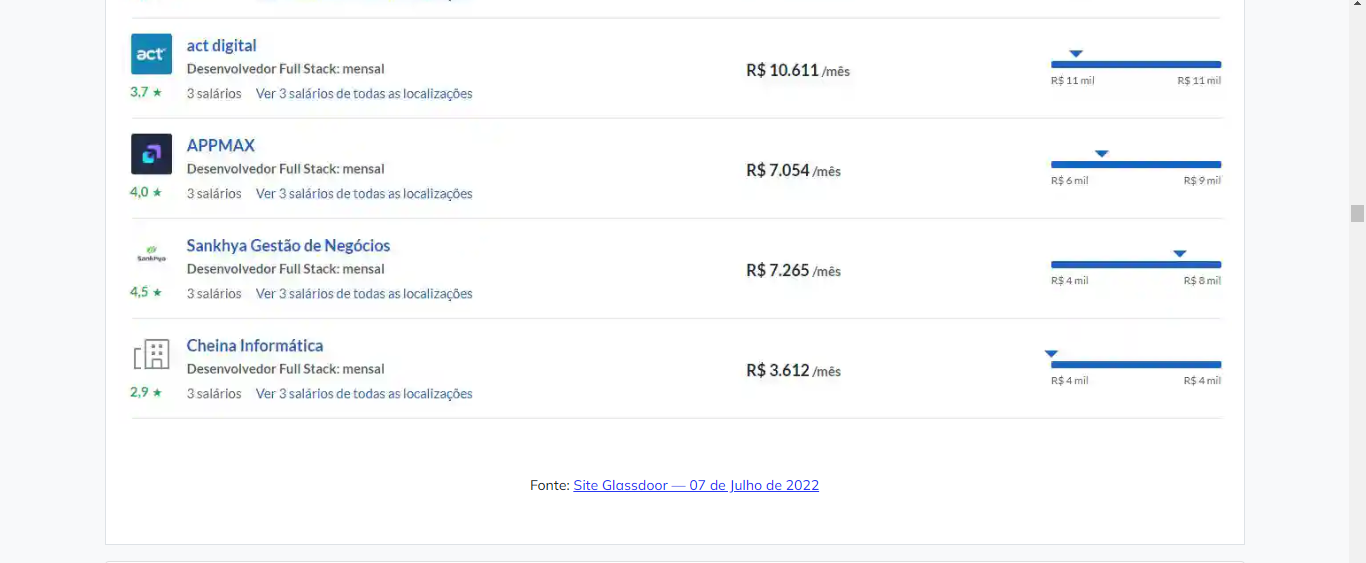 act
act digital
Desenvolvedor Full Stack: mensal
R$ 10.611 /mês
R$ 11 mil
R$ 11 mil
3,7 ★
3 salários
Ver 3 salários de todas as localizações
APPMAX
Desenvolvedor Full Stack: mensal
R$ 7.054 /mês
R$ 6 mil
R$ 9 mil
4,0 ★
3 salários
Ver 3 salários de todas as localizações
Sankhya
Sankhya Gestão de Negócios
Desenvolvedor Full Stack: mensal
R$ 7.265 /mês
R$ 4 mil
R$ 8 mil
4,5 ★
3 salários
Ver 3 salários de todas as localizações
Cheina Informática
Desenvolvedor Full Stack: mensal
R$ 3.612 /mês
R$ 4 mil
R$ 4 mil
2,9 ★
3 salários
Ver 3 salários de todas as localizações
Fonte: Site Glassdoor — 07 de Julho de 2022